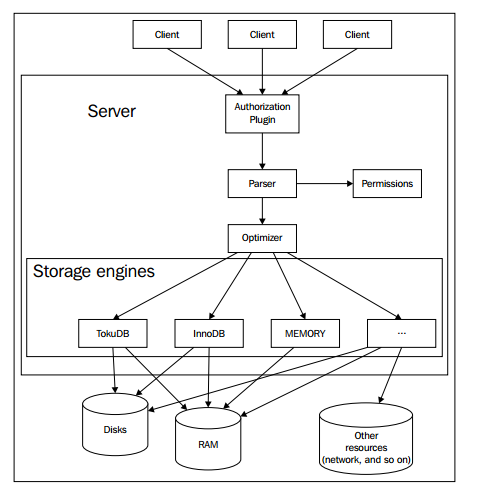 Client
Client
Client
Server
Authorization
Plugin
Parser
Permissions
Optimizer
Storage engines
TokuDB
InnoDB
MEMORY
...
Disks
RAM
Other
resources
(network, and so on)